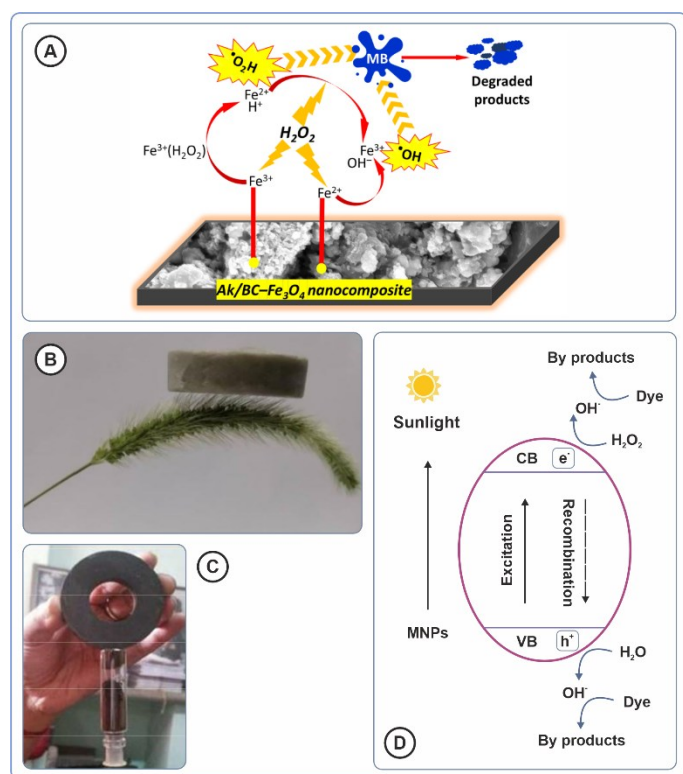 A
•O₂H
MB
Degraded
products
Fe²⁺
H⁺
H₂O₂
Fe³⁺(H₂O₂)
Fe³⁺
OH⁻
•OH
Fe³⁺
Fe²⁺
Ak/BC–Fe₃O₄ nanocomposite
B
C
D
Sunlight
MNPs
By products
Dye
OH·
H₂O₂
CB e⁻
Excitation
Recombination
VB h⁺
H₂O
OH·
Dye
By products